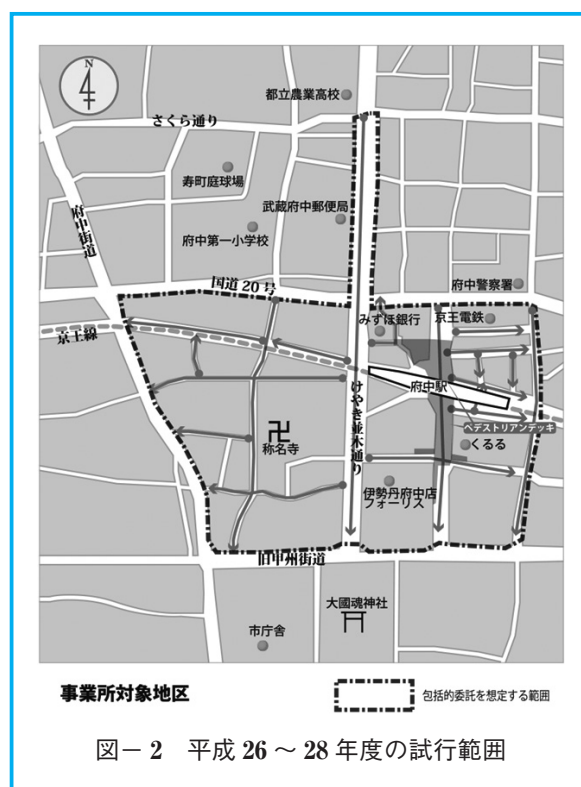 N
都立農業高校
さくら通り
寿町庭球場
武蔵府中郵便局
府中第一小学校
府中街道
国道 20 号
府中警察署
みずほ銀行
京王電鉄
京王線
府中駅
ペデストリアンデッキ
けやき並木通り
くるる
称名寺
伊勢丹府中店
フォーリス
旧甲州街道
大國魂神社
市庁舎
事業所対象地区
包括的委託を想定する範囲
図－2 平成 26 ～ 28 年度の試行範囲